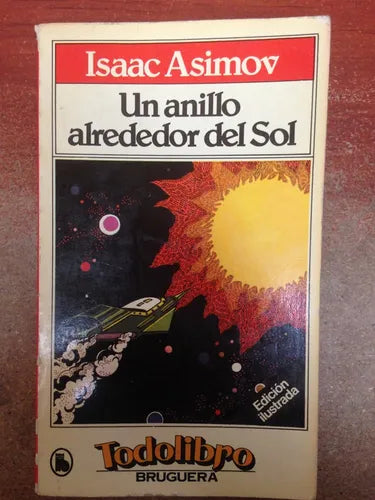 Isaac Asimov
Un anillo
alrededor del Sol
Edición
ilustrada
Todolibro
BRUGUERA